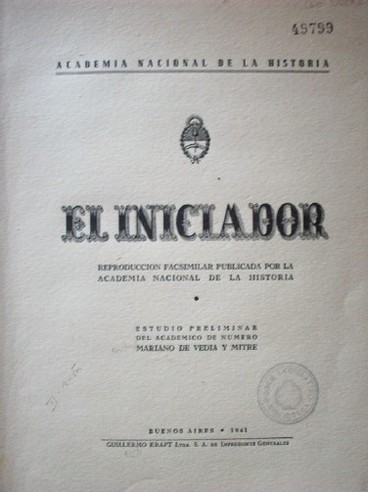 49799
ACADEMIA NACIONAL DE LA HISTORIA
EL INICIADOR
REPRODUCCION FACSIMILAR PUBLICADA POR LA
ACADEMIA NACIONAL DE LA HISTORIA
ESTUDIO PRELIMINAR
DEL ACADEMICO DE NUMERO
MARIANO DE VEDIA Y MITRE
BUENOS AIRES • 1941
GUILLERMO KRAFT LTDA. S. A. DE IMPRESIONES GENERALES